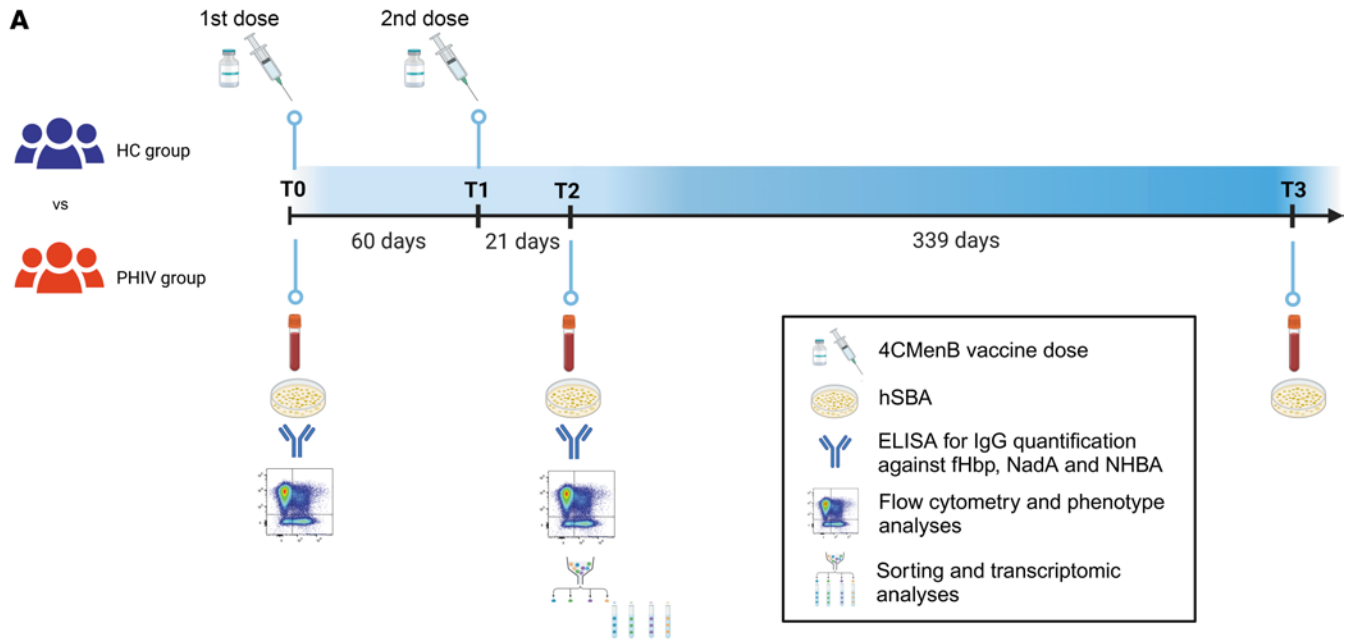 A
1st dose
2nd dose
HC group
vs
PHIV group
T0
T1
T2
T3
60 days
21 days
339 days
4CMenB vaccine dose
hSBA
ELISA for IgG quantification
against fHbp, NadA and NHBA
Flow cytometry and phenotype
analyses
Sorting and transcriptomic
analyses